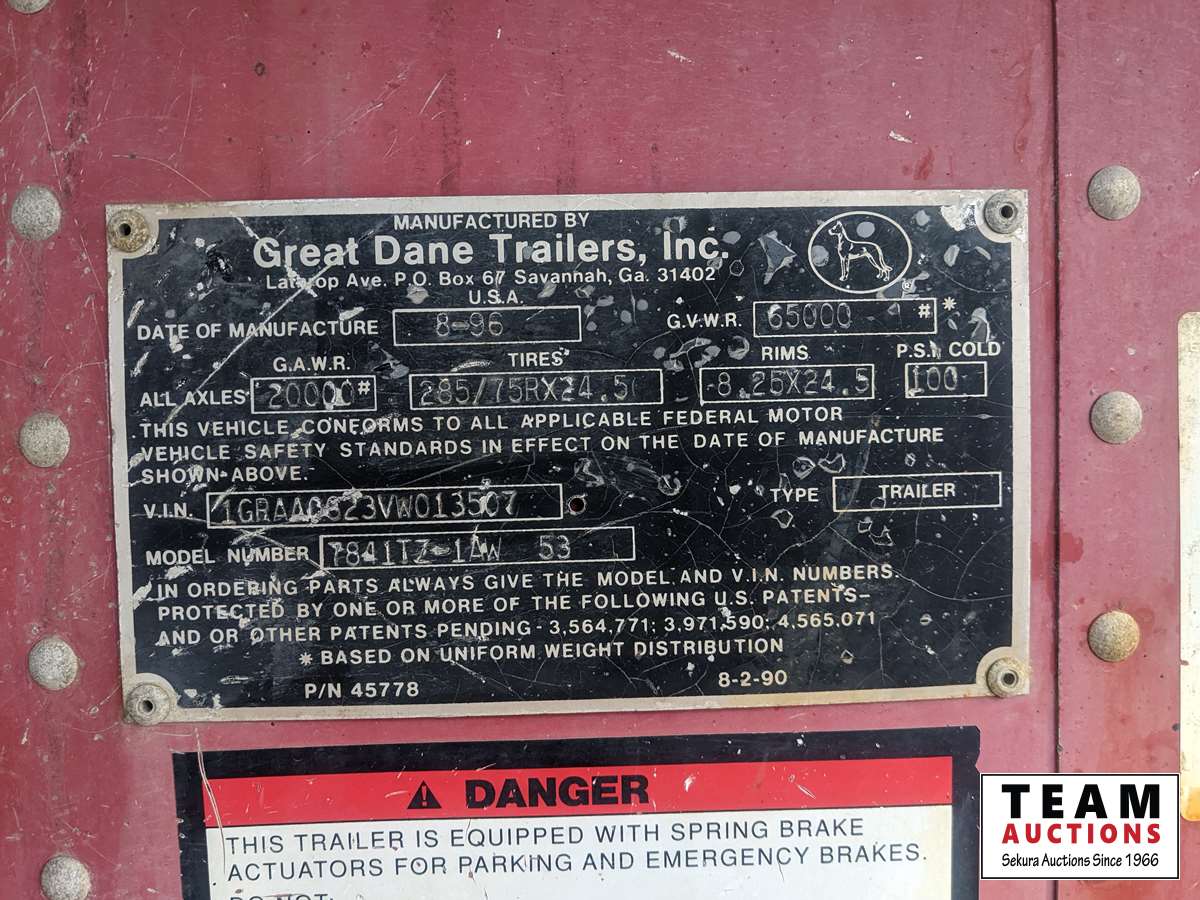 MANUFACTURED BY
Great Dane Trailers, Inc.
Lathrop Ave. P.O. Box 67 Savannah, Ga. 31402
U.S.A.
DATE OF MANUFACTURE 8-96 G.V.W.R. 65000 #*
G.A.W.R. TIRES RIMS P.S.I. COLD
ALL AXLES 20000# 285/75RX24.5 8.25X24.5 100
THIS VEHICLE CONFORMS TO ALL APPLICABLE FEDERAL MOTOR
VEHICLE SAFETY STANDARDS IN EFFECT ON THE DATE OF MANUFACTURE
SHOWN ABOVE.
V.I.N. 1GRAA0623VW013507 TYPE TRAILER
MODEL NUMBER 7841TZ-1AW 53
IN ORDERING PARTS ALWAYS GIVE THE MODEL AND V.I.N. NUMBERS.
PROTECTED BY ONE OR MORE OF THE FOLLOWING U.S. PATENTS—
AND OR OTHER PATENTS PENDING - 3,564,771; 3,971,590; 4,565,071
* BASED ON UNIFORM WEIGHT DISTRIBUTION
P/N 45778 8-2-90
⚠ DANGER
THIS TRAILER IS EQUIPPED WITH SPRING BRAKE
ACTUATORS FOR PARKING AND EMERGENCY BRAKES.
DO NOT:
TEAM
AUCTIONS
Sekura Auctions Since 1966